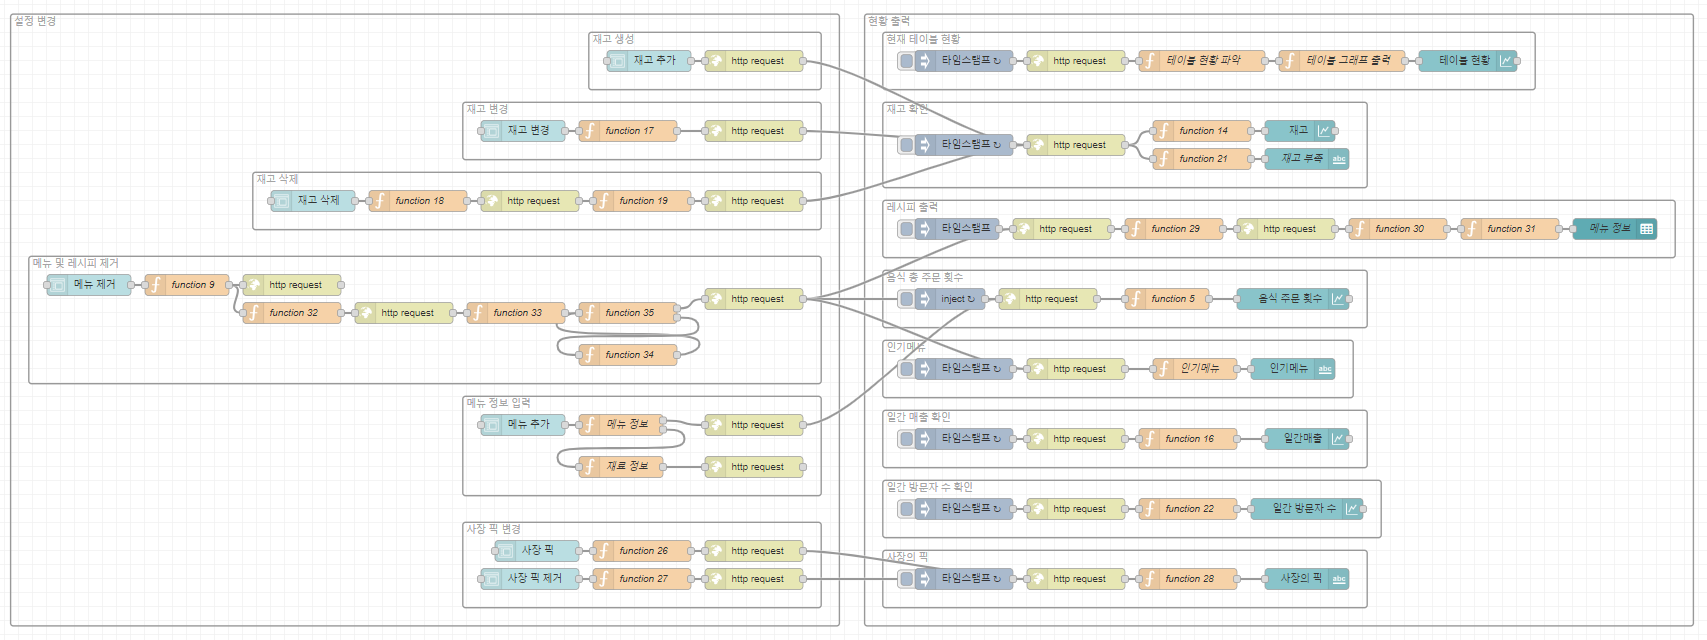 설정 변경
재고 생성
재고 추가
http request
재고 변경
재고 변경
function 17
http request
재고 삭제
재고 삭제
function 18
http request
function 19
http request
메뉴 및 레시피 제거
메뉴 제거
function 9
http request
function 32
http request
function 33
function 35
http request
function 34
메뉴 정보 입력
메뉴 추가
메뉴 정보
http request
재료 정보
http request
사장 픽 변경
사장 픽
function 26
http request
사장 픽 제거
function 27
http request
현황 출력
현재 테이블 현황
타임스탬프 ↻
http request
테이블 현황 파악
테이블 그래프 출력
테이블 현황
재고 확인
타임스탬프 ↻
http request
function 14
재고
function 21
재고 부족
abc
레시피 출력
타임스탬프
http request
function 29
http request
function 30
function 31
메뉴 정보
음식 총 주문 횟수
inject ↻
http request
function 5
음식 주문 횟수
인기메뉴
타임스탬프 ↻
http request
인기메뉴
인기메뉴
abc
일간 매출 확인
타임스탬프 ↻
http request
function 16
일간매출
일간 방문자 수 확인
타임스탬프 ↻
http request
function 22
일간 방문자 수
사장의 픽
타임스탬프 ↻
http request
function 28
사장의 픽
abc